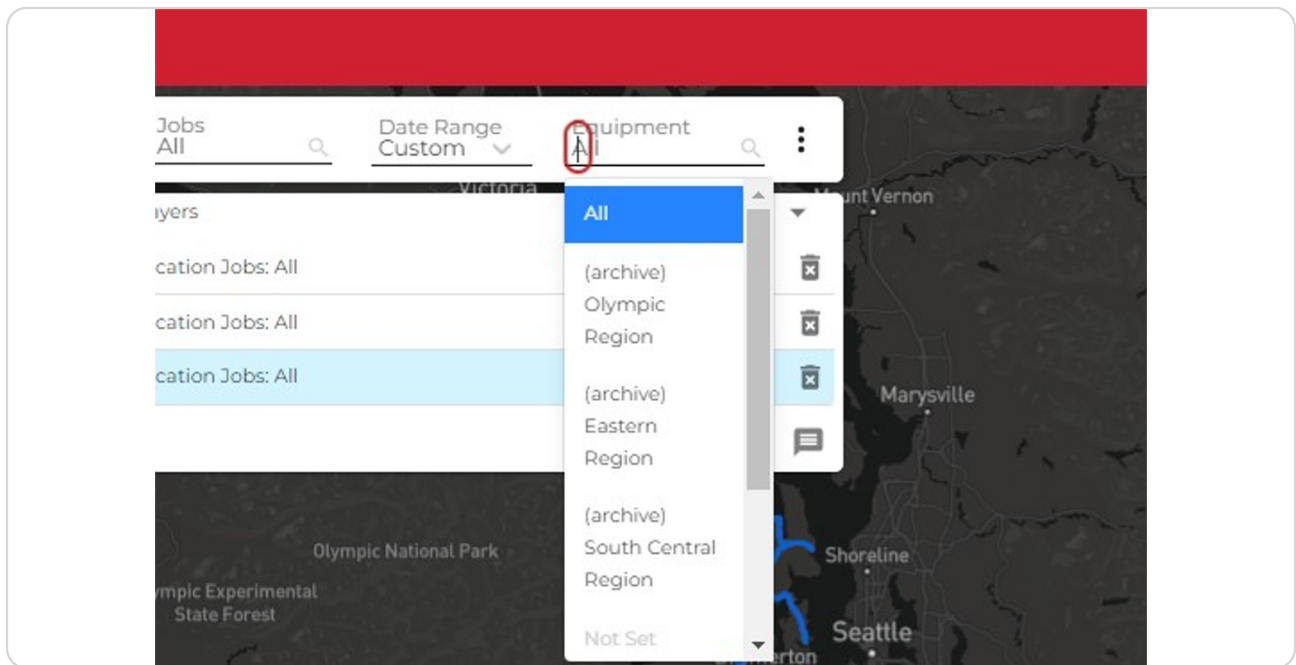 Jobs
All
Date Range
Custom
Equipment
All
Victoria
All
(archive)
Olympic
Region
(archive)
Eastern
Region
(archive)
South Central
Region
Not Set
ayers
cation Jobs: All
cation Jobs: All
cation Jobs: All
unt Vernon
Marysville
Olympic National Park
ympic Experimental
State Forest
Shoreline
Seattle
erton